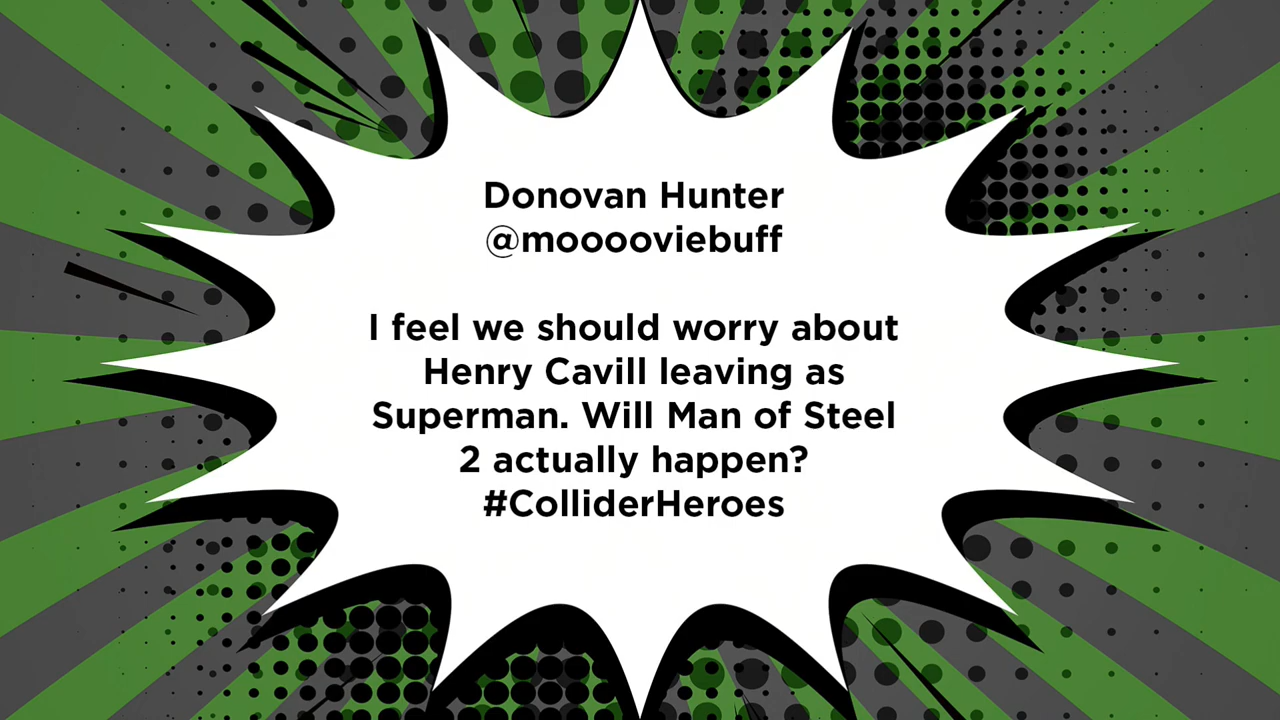 Donovan Hunter
@mooooviebuff
I feel we should worry about
Henry Cavill leaving as
Superman. Will Man of Steel
2 actually happen?
#ColliderHeroes